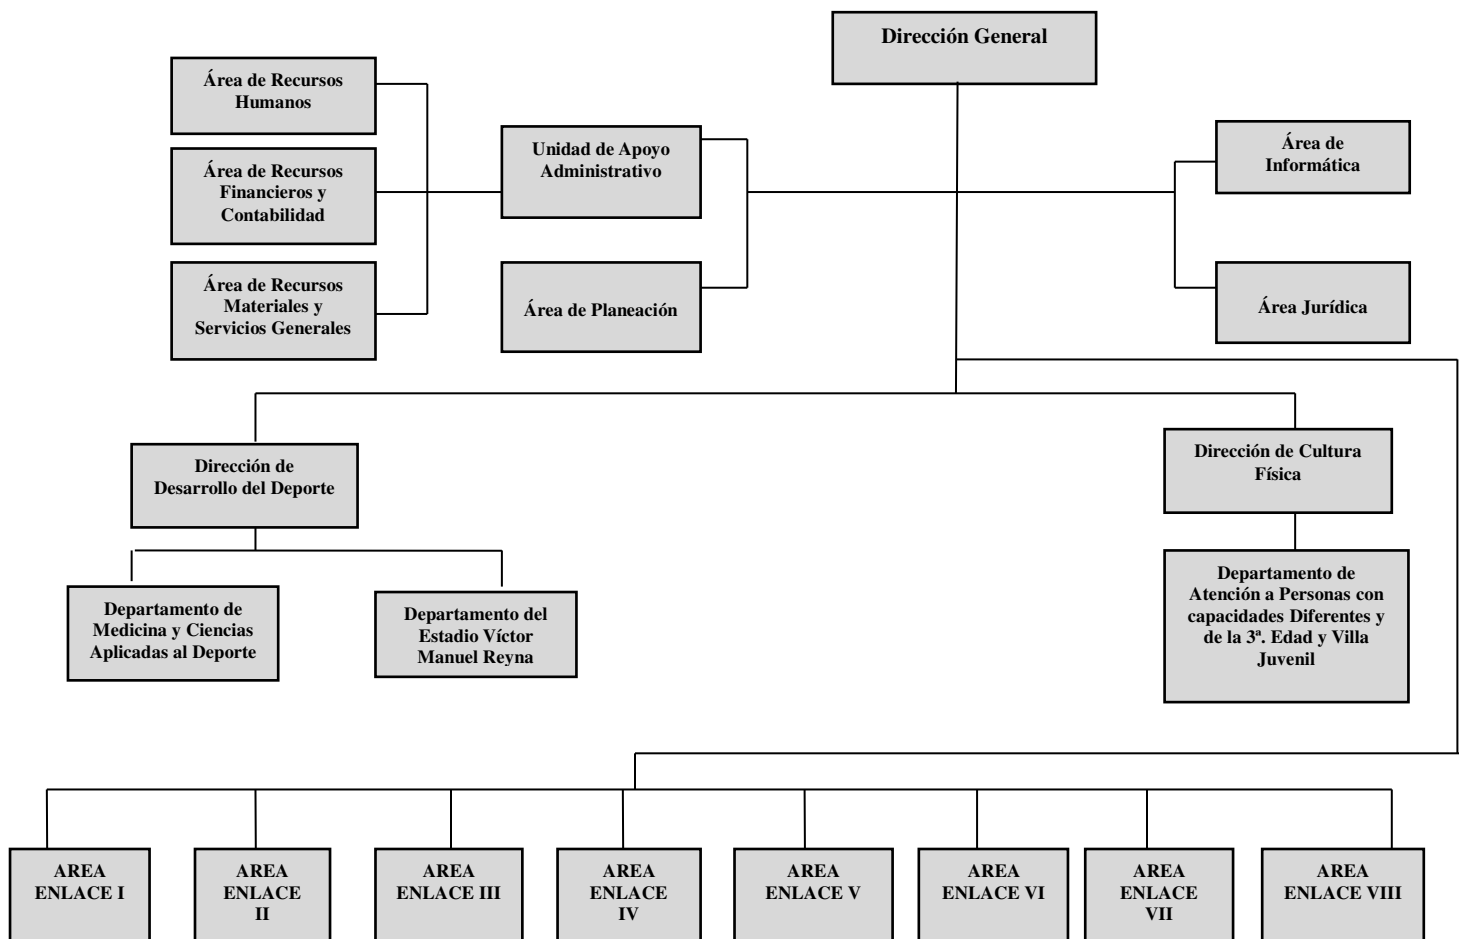 Dirección General
Área de Recursos
Humanos
Área de Recursos
Financieros y
Contabilidad
Área de Recursos
Materiales y
Servicios Generales
Unidad de Apoyo
Administrativo
Área de Planeación
Área de
Informática
Área Jurídica
Dirección de
Desarrollo del Deporte
Dirección de Cultura
Física
Departamento de
Medicina y Ciencias
Aplicadas al Deporte
Departamento del
Estadio Víctor
Manuel Reyna
Departamento de
Atención a Personas con
capacidades Diferentes y
de la 3ª. Edad y Villa
Juvenil
AREA
ENLACE I
AREA
ENLACE
II
AREA
ENLACE III
AREA
ENLACE
IV
AREA
ENLACE V
AREA
ENLACE VI
AREA
ENLACE
VII
AREA
ENLACE VIII